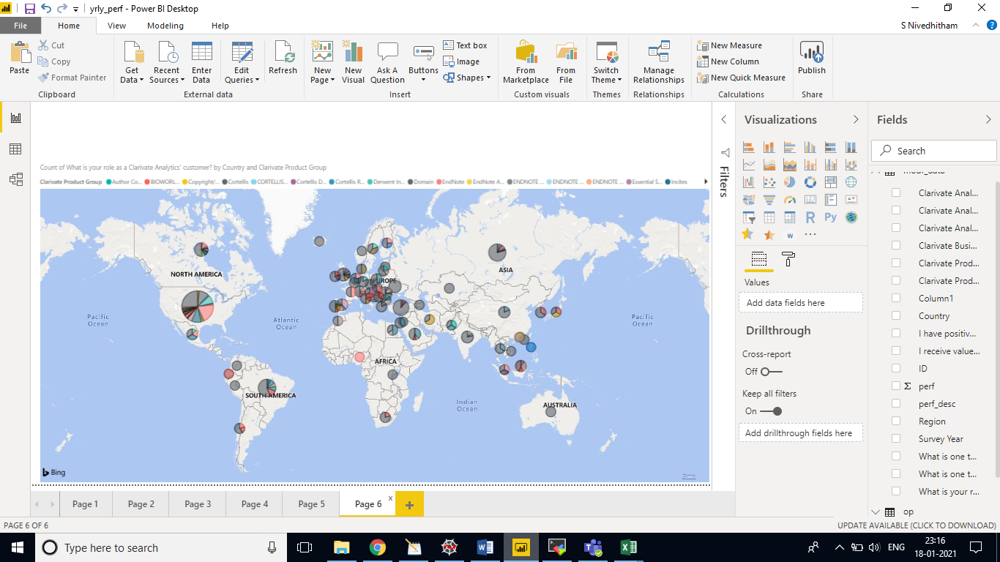 yrly_perf - Power BI Desktop
File Home View Modeling Help S Nivedhitham
Paste
Cut
Copy
Format Painter
Clipboard
Get Data
Recent Sources
Enter Data
Edit Queries
Refresh
External data
New Page
New Visual
Ask A Question
Buttons
Text box
Image
Shapes
Insert
From Marketplace
From File
Custom visuals
Switch Theme
Themes
Manage Relationships
Relationships
New Measure
New Column
New Quick Measure
Calculations
Publish
Share
Count of What is your role as a Clarivate Analytics' customer? by Country and Clarivate Product Group
Clarivate Product Group Author Co... BIOWORL... Copyright/... Cortellis CORTELLIS... Cortellis D... Cortellis R... Derwent In... Domain EndNote EndNote A... ENDNOTE ... ENDNOTE ... ENDNOTE ... Essential S... Incites
NORTH AMERICA
EUROPE
ASIA
Pacific Ocean
Atlantic Ocean
Pacific Ocean
AFRICA
SOUTH AMERICA
Indian Ocean
AUSTRALIA
Bing
Terms
Filters
Visualizations
R
Py
Values
Add data fields here
Drillthrough
Cross-report
Off
Keep all filters
On
Add drillthrough fields here
Fields
Search
Clarivate Anal...
Clarivate Anal...
Clarivate Anal...
Clarivate Busi...
Clarivate Prod...
Clarivate Prod...
Column1
Country
I have positiv...
I receive value...
ID
Σ perf
perf_desc
Region
Survey Year
What is one t...
What is one t...
What is your r...
op
Page 1 Page 2 Page 3 Page 4 Page 5 Page 6 x +
PAGE 6 OF 6 UPDATE AVAILABLE (CLICK TO DOWNLOAD)
Type here to search
ENG
23:16
18-01-2021